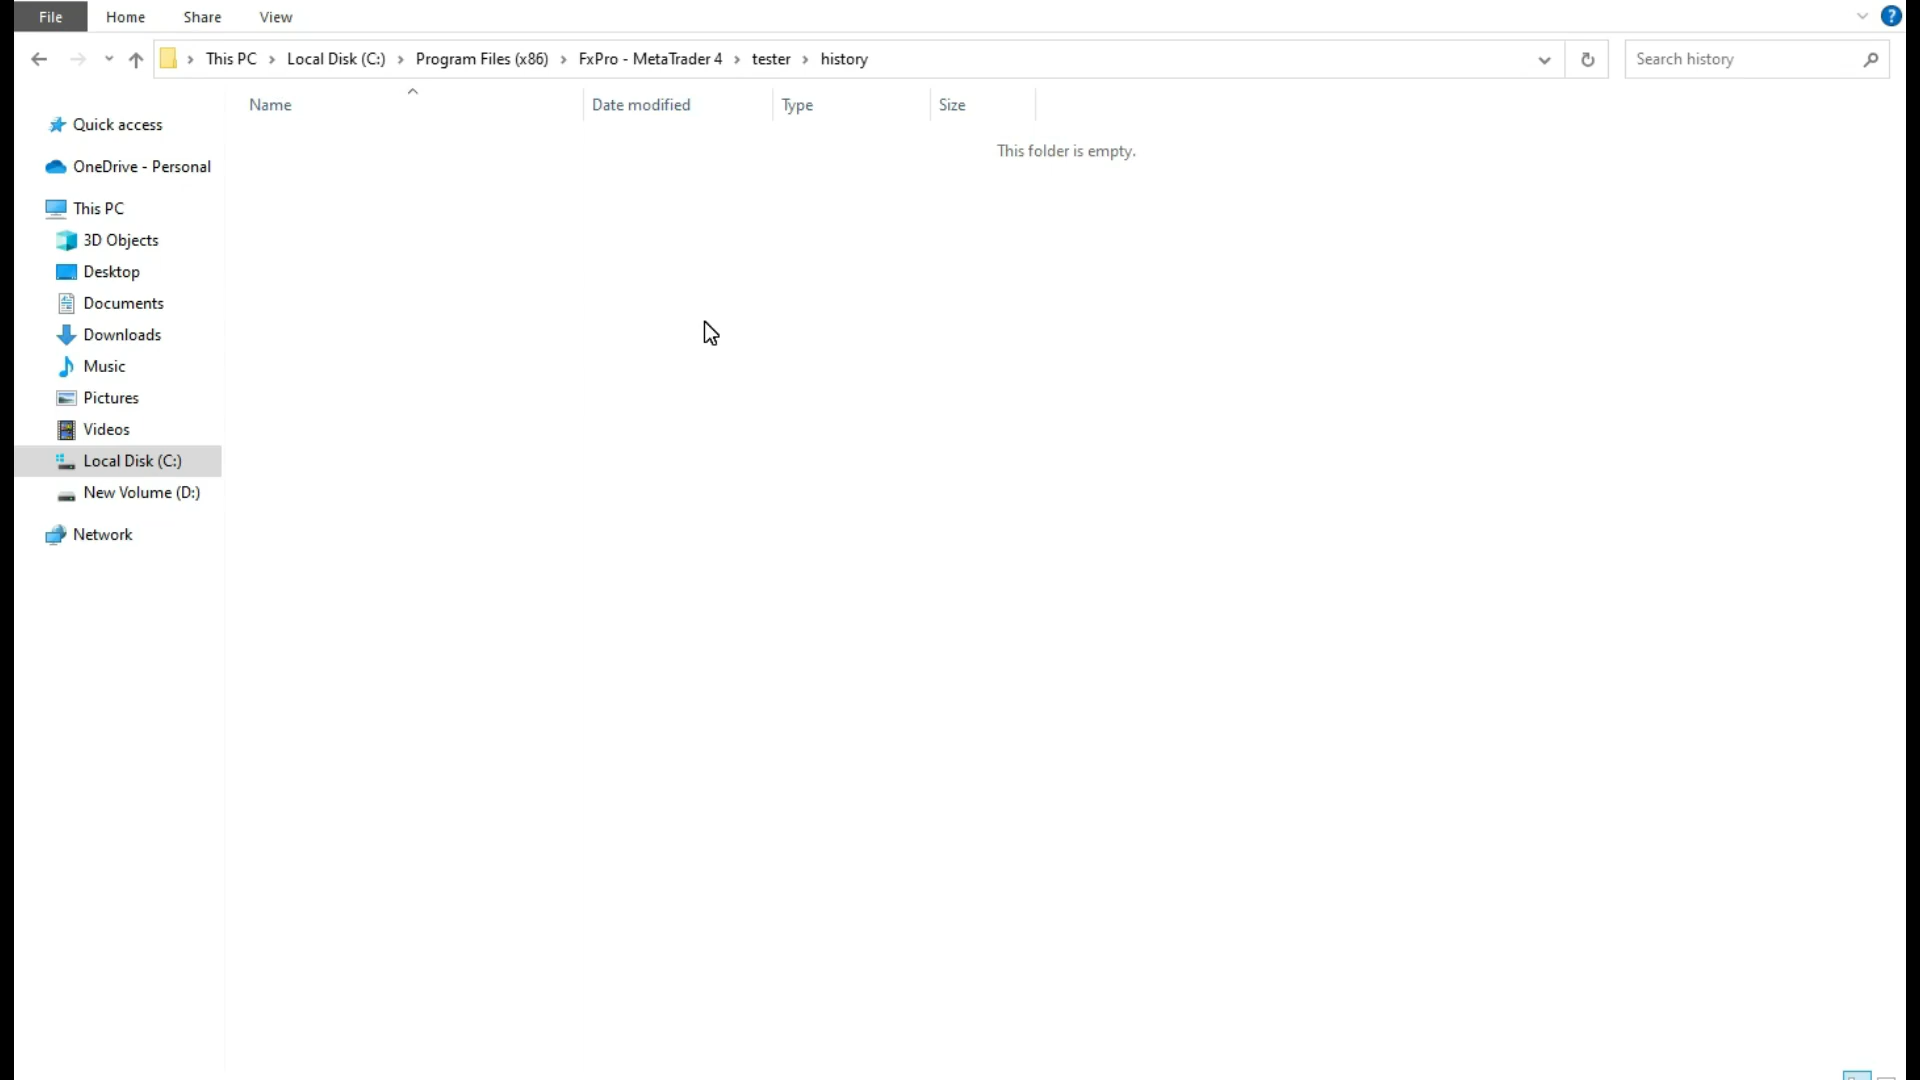 File Home Share View
This PC > Local Disk (C:) > Program Files (x86) > FxPro - MetaTrader 4 > tester > history
Search history
Name Date modified Type Size
This folder is empty.
Quick access
OneDrive - Personal
This PC
3D Objects
Desktop
Documents
Downloads
Music
Pictures
Videos
Local Disk (C:)
New Volume (D:)
Network